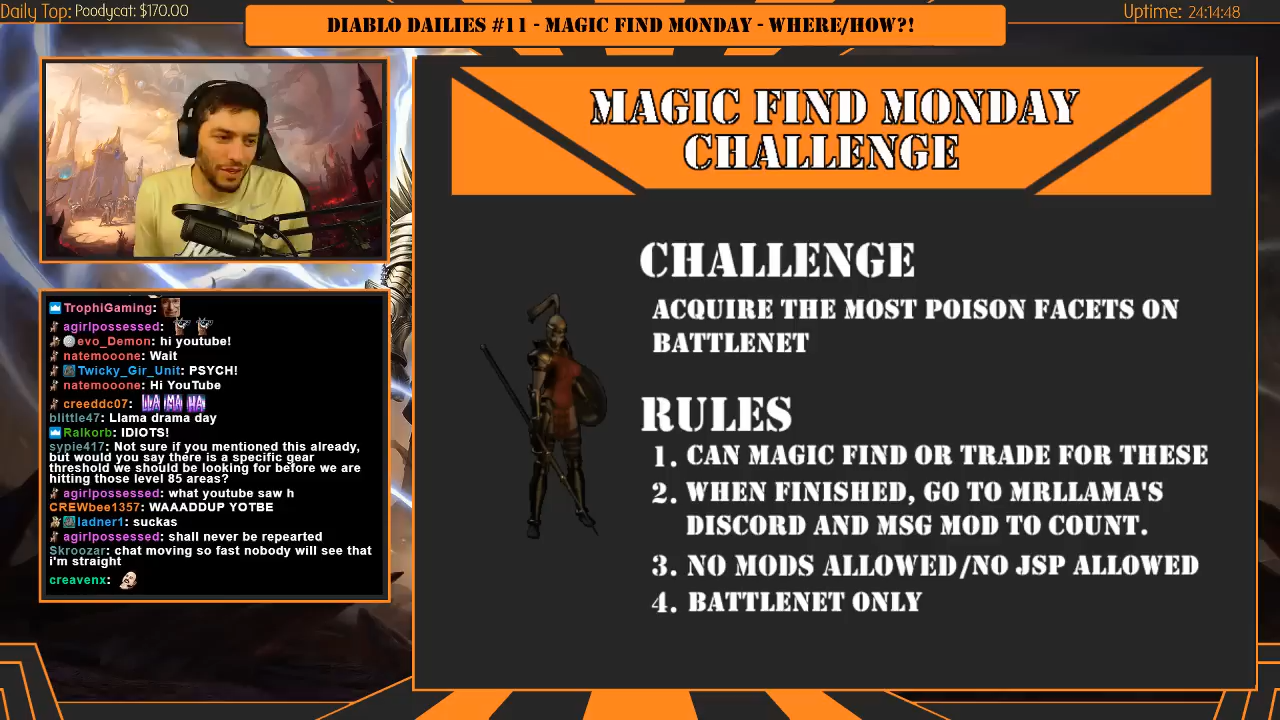 Daily Top: Poodycat: $170.00
DIABLO DAILIES #11 - MAGIC FIND MONDAY - WHERE/HOW?!
Uptime: 24:14:48
MAGIC FIND MONDAY
CHALLENGE
CHALLENGE
ACQUIRE THE MOST POISON FACETS ON
BATTLENET
RULES
1. CAN MAGIC FIND OR TRADE FOR THESE
2. WHEN FINISHED, GO TO MRLLAMA'S
DISCORD AND MSG MOD TO COUNT.
3. NO MODS ALLOWED/NO JSP ALLOWED
4. BATTLENET ONLY
TrophiGaming:
agirlpossessed:
evo_Demon: hi youtube!
natemooone: Wait
Twicky_Gir_Unit: PSYCH!
natemooone: Hi YouTube
creeddc07: LLA MA HA
blittle47: Llama drama day
Ralkorb: IDIOTS!
sypie417: Not sure if you mentioned this already,
but would you say there is a specific gear
threshold we should be looking for before we are
hitting those level 85 areas?
agirlpossessed: what youtube saw h
CREWbee1357: WAAADDUP YOTBE
ladner1: suckas
agirlpossessed: shall never be repearted
Skroozar: chat moving so fast nobody will see that
i'm straight
creavenx: